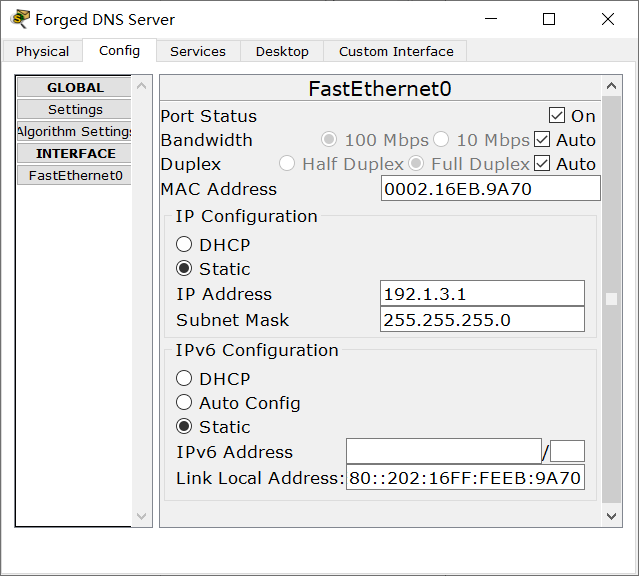 Forged DNS Server
Physical Config Services Desktop Custom Interface
GLOBAL
Settings
Algorithm Settings
INTERFACE
FastEthernet0
FastEthernet0
Port Status On
Bandwidth 100 Mbps 10 Mbps Auto
Duplex Half Duplex Full Duplex Auto
MAC Address 0002.16EB.9A70
IP Configuration
DHCP
Static
IP Address 192.1.3.1
Subnet Mask 255.255.255.0
IPv6 Configuration
DHCP
Auto Config
Static
IPv6 Address /
Link Local Address: 80::202:16FF:FEEB:9A70